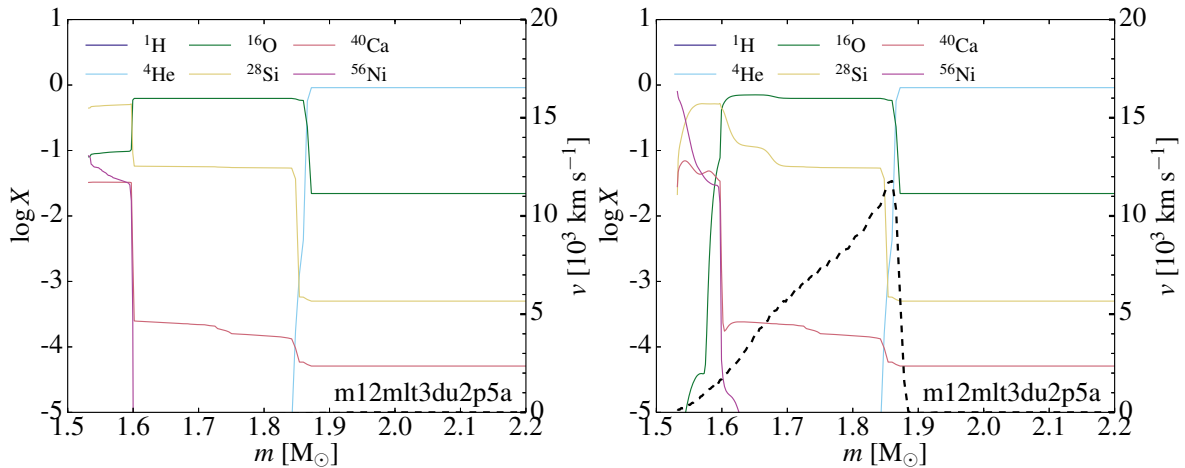 1
0
-1
-2
-3
-4
-5
log X
20
15
10
5
0
v [10³ km s⁻¹]
¹H ¹⁶O ⁴⁰Ca
⁴He ²⁸Si ⁵⁶Ni
m12mlt3du2p5a
1.5 1.6 1.7 1.8 1.9 2.0 2.1 2.2
m [M☉]
1
0
-1
-2
-3
-4
-5
log X
20
15
10
5
0
v [10³ km s⁻¹]
¹H ¹⁶O ⁴⁰Ca
⁴He ²⁸Si ⁵⁶Ni
m12mlt3du2p5a
1.5 1.6 1.7 1.8 1.9 2.0 2.1 2.2
m [M☉]